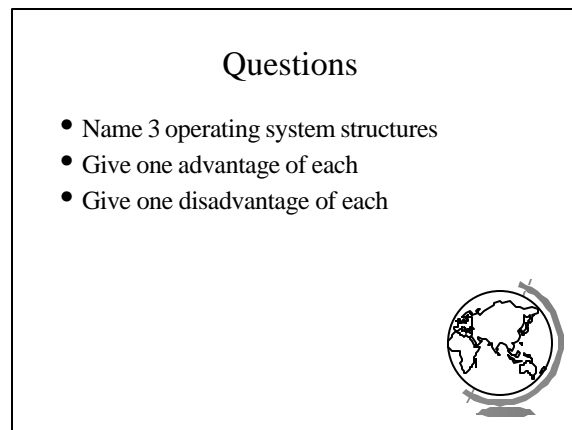 Questions
• Name 3 operating system structures
• Give one advantage of each
• Give one disadvantage of each